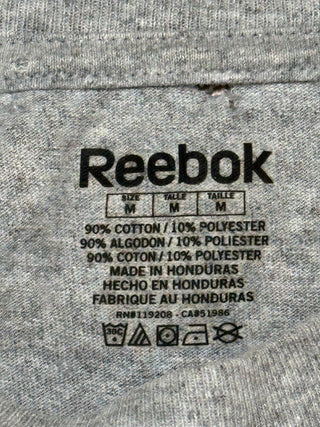 Reebok
SIZE TALLE TAILLE
M M M
90% COTTON / 10% POLYESTER
90% ALGODON / 10% POLIESTER
90% COTON / 10% POLYESTER
MADE IN HONDURAS
HECHO EN HONDURAS
FABRIQUE AU HONDURAS
RN#119208 - CA#51986
30C